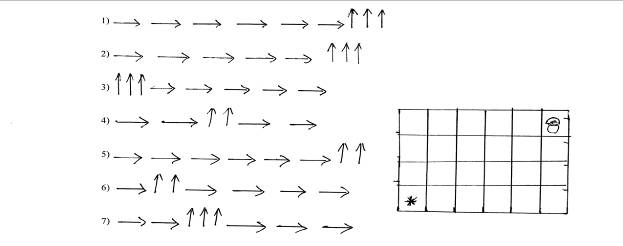 1) → → → → → → ↑ ↑ ↑
2) → → → → → ↑ ↑ ↑
3) ↑ ↑ ↑ → → → → →
4) → → ↑ ↑ → →
5) → → → → → → ↑ ↑
6) → ↑ ↑ → → → →
7) → → ↑ ↑ ↑ → → →